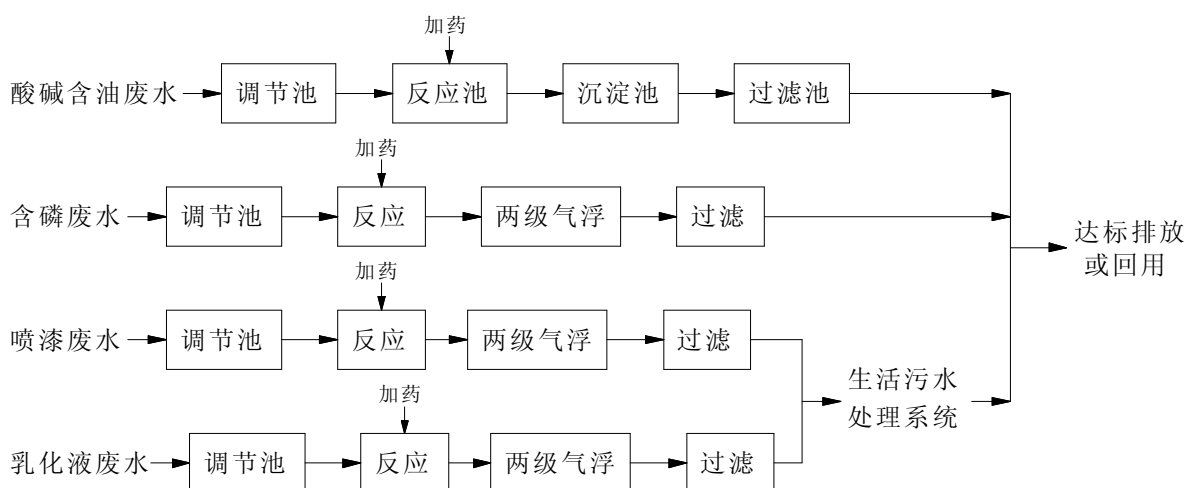 加药
酸碱含油废水
调节池
反应池
沉淀池
过滤池
加药
含磷废水
调节池
反应
两级气浮
过滤
达标排放
或回用
加药
喷漆废水
调节池
反应
两级气浮
过滤
生活污水
处理系统
加药
乳化液废水
调节池
反应
两级气浮
过滤